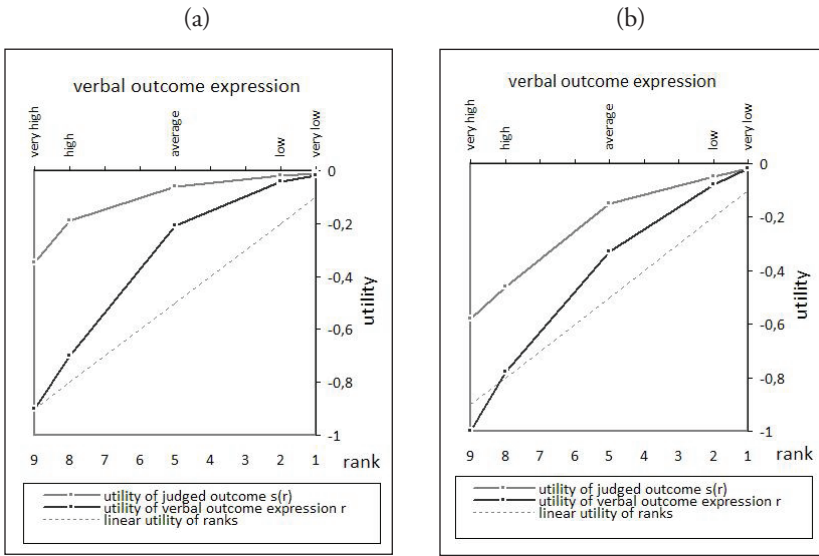 (a)
verbal outcome expression
very high
high
average
low
very low
0
-0,2
-0,4
-0,6
-0,8
-1
utility
9 8 7 6 5 4 3 2 1 rank
utility of judged outcome s(r)
utility of verbal outcome expression r
linear utility of ranks
(b)
verbal outcome expression
very high
high
average
low
very low
0
-0,2
-0,4
-0,6
-0,8
-1
utility
9 8 7 6 5 4 3 2 1 rank
utility of judged outcome s(r)
utility of verbal outcome expression r
linear utility of ranks